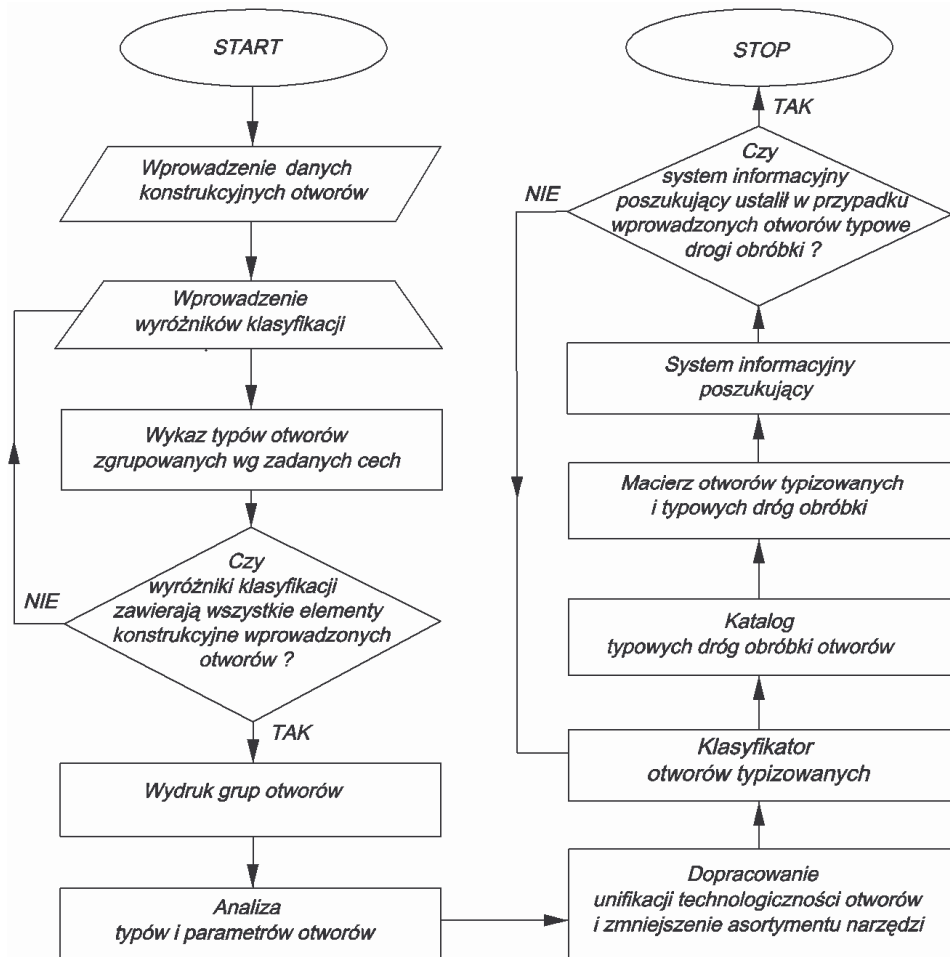 START
Wprowadzenie danych
konstrukcyjnych otworów
Wprowadzenie
wyróżników klasyfikacji
Wykaz typów otworów
zgrupowanych wg zadanych cech
Czy
wyróżniki klasyfikacji
zawierają wszystkie elementy
konstrukcyjne wprowadzonych
otworów ?
NIE
TAK
Wydruk grup otworów
Analiza
typów i parametrów otworów
Dopracowanie
unifikacji technologiczności otworów
i zmniejszenie asortymentu narzędzi
Klasyfikator
otworów typizowanych
Katalog
typowych dróg obróbki otworów
Macierz otworów typizowanych
i typowych dróg obróbki
System informacyjny
poszukujący
Czy
system informacyjny
poszukujący ustalił w przypadku
wprowadzonych otworów typowe
drogi obróbki ?
NIE
TAK
STOP